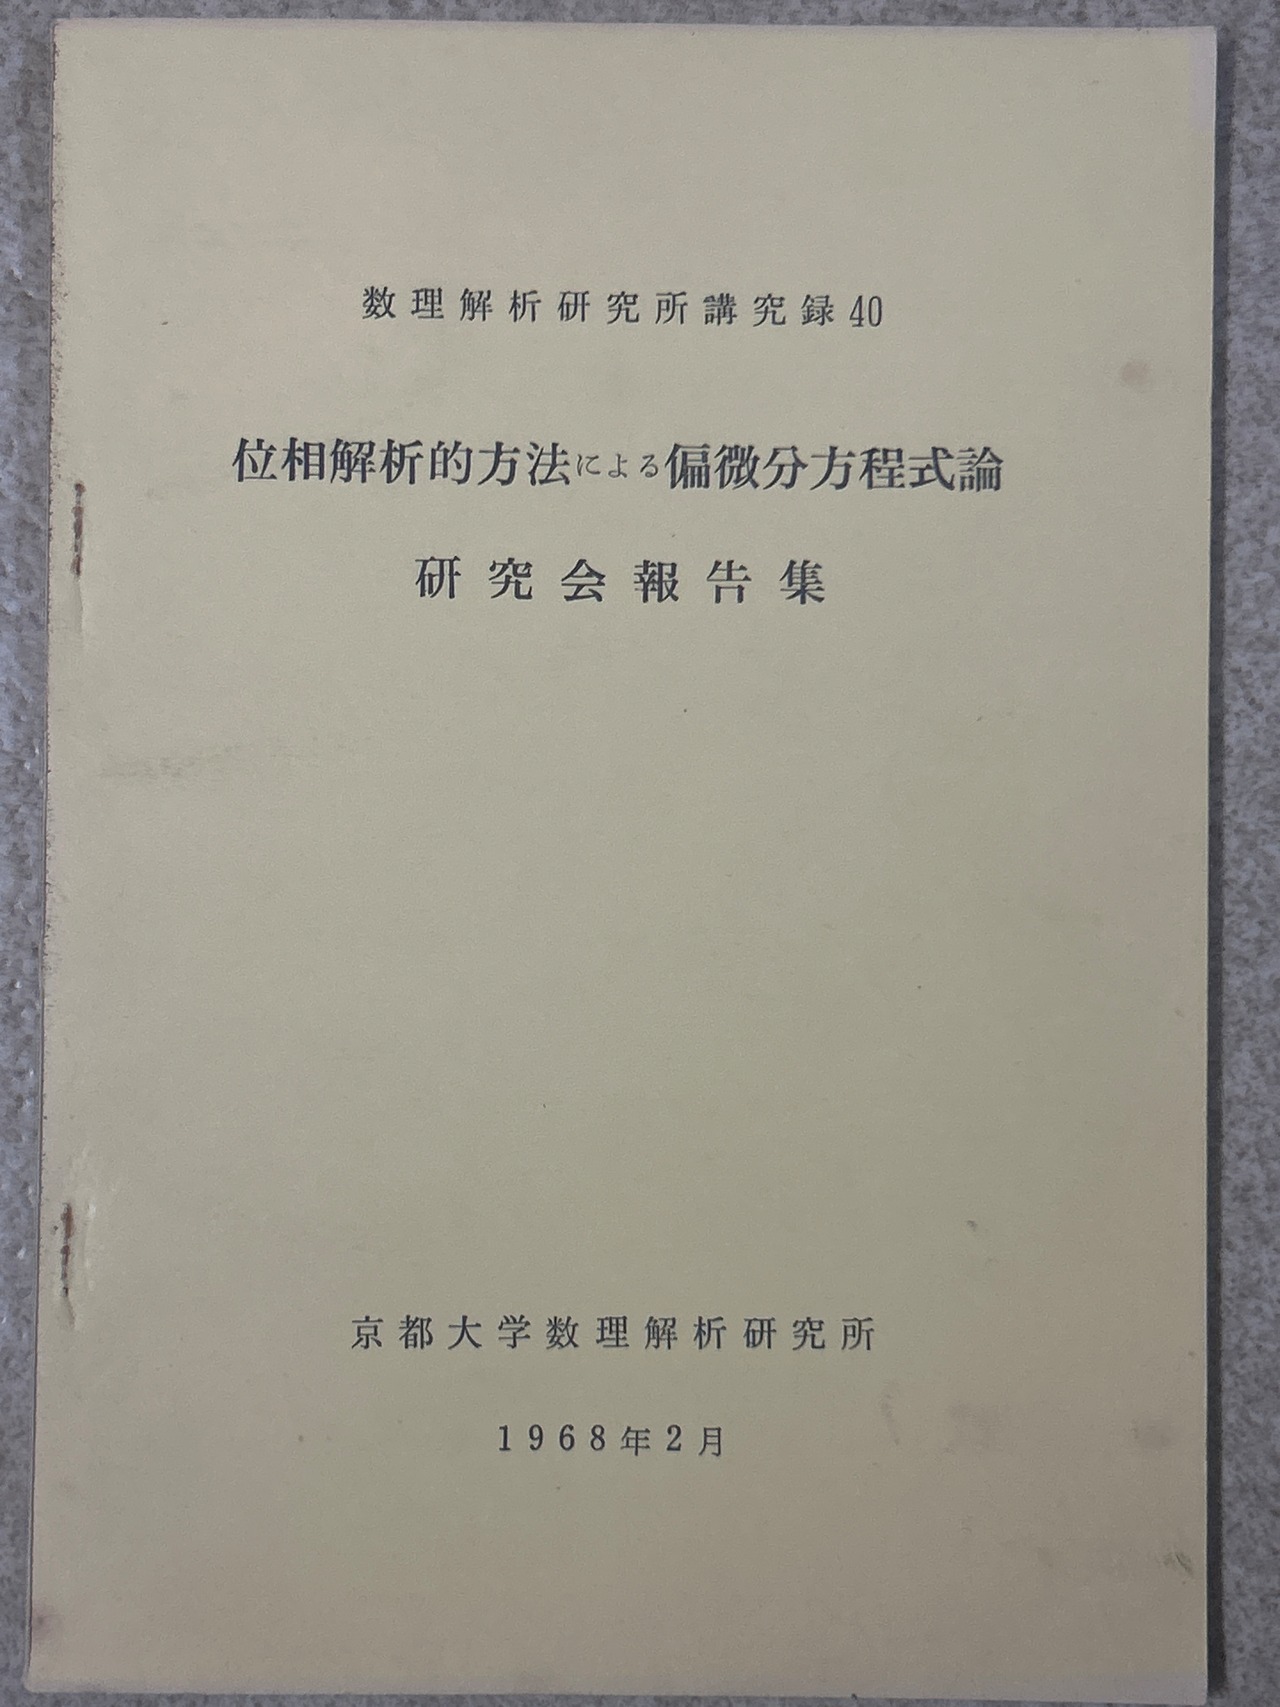 数理解析研究所講究録 40
位相解析的方法による偏微分方程式論
研究会報告集
京都大学数理解析研究所
1968年2月